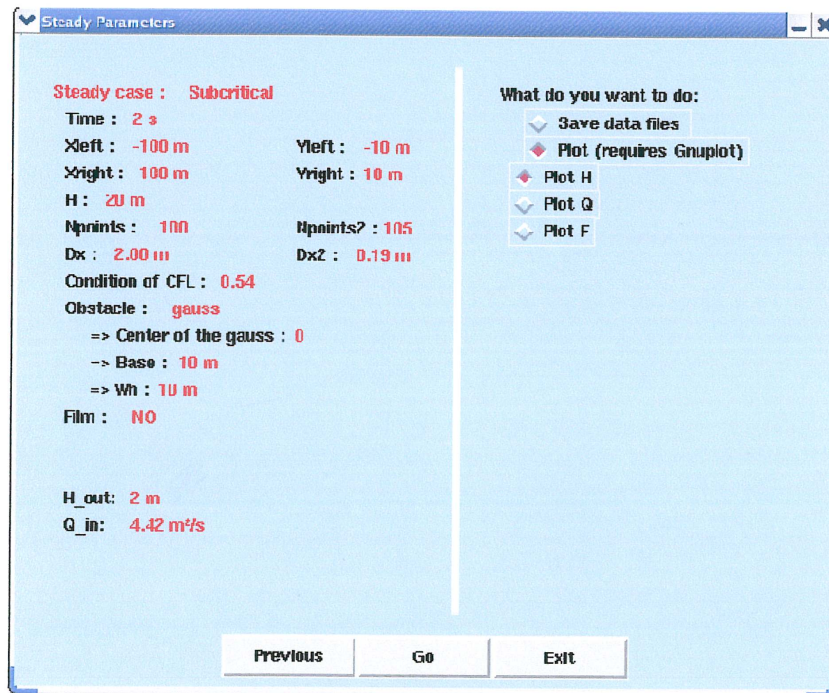 Steady Parameters
Steady case : Subcritical
Time : 2 s
Xleft : -100 m Yleft : -10 m
Xright : 100 m Yright : 10 m
H : 20 m
Npoints : 100 Npoints2 : 105
Dx : 2.00 m Dx2 : 0.19 m
Condition of CFL : 0.54
Obstacle : gauss
=> Center of the gauss : 0
=> Base : 10 m
=> Wh : 10 m
Film : NO
H_out: 2 m
Q_in: 4.42 m²/s
What do you want to do:
Save data files
Plot (requires Gnuplot)
Plot H
Plot Q
Plot F
Previous Go Exit